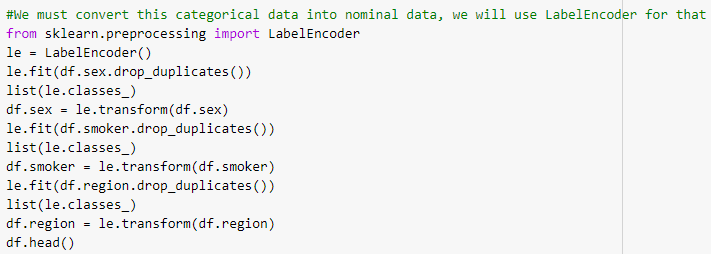 #We must convert this categorical data into nominal data, we will use LabelEncoder for that
from sklearn.preprocessing import LabelEncoder
le = LabelEncoder()
le.fit(df.sex.drop_duplicates())
list(le.classes_)
df.sex = le.transform(df.sex)
le.fit(df.smoker.drop_duplicates())
list(le.classes_)
df.smoker = le.transform(df.smoker)
le.fit(df.region.drop_duplicates())
list(le.classes_)
df.region = le.transform(df.region)
df.head()